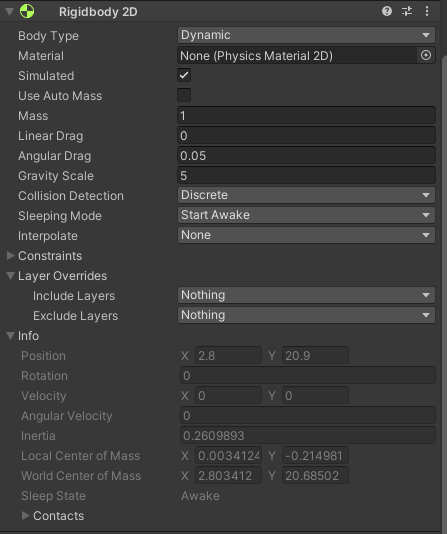 Rigidbody 2D
Body Type Dynamic
Material None (Physics Material 2D)
Simulated
Use Auto Mass
Mass 1
Linear Drag 0
Angular Drag 0.05
Gravity Scale 5
Collision Detection Discrete
Sleeping Mode Start Awake
Interpolate None
Constraints
Layer Overrides
Include Layers Nothing
Exclude Layers Nothing
Info
Position X 2.8 Y 20.9
Rotation 0
Velocity X 0 Y 0
Angular Velocity 0
Inertia 0.2609893
Local Center of Mass X 0.0034124 Y -0.214981
World Center of Mass X 2.803412 Y 20.68502
Sleep State Awake
Contacts